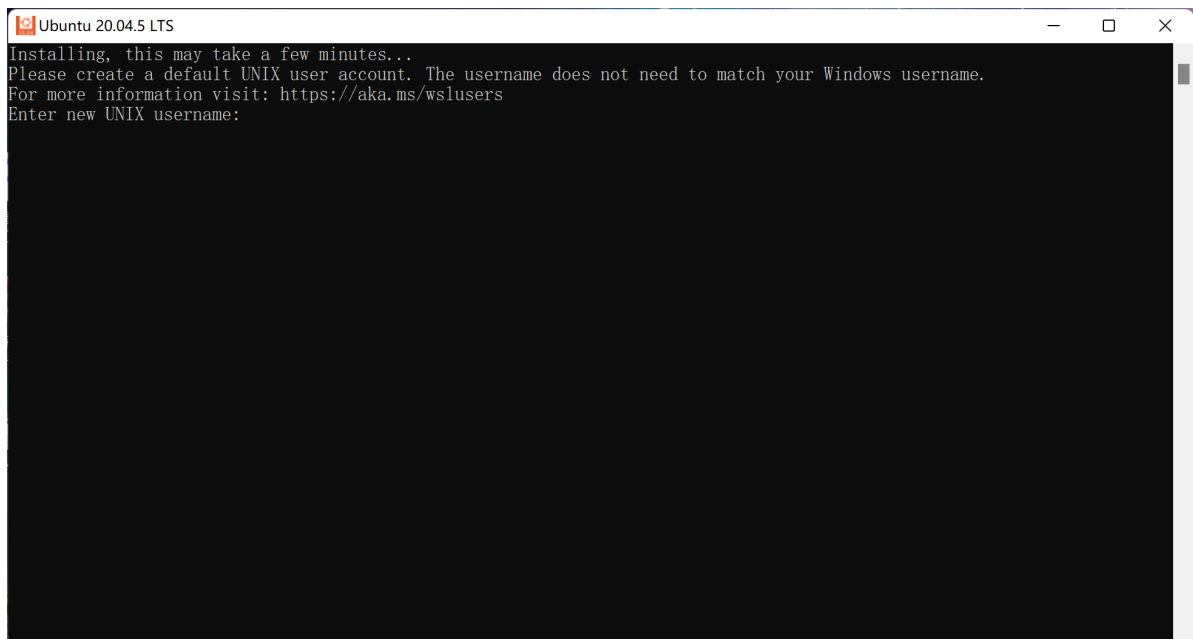 Ubuntu 20.04.5 LTS
Installing, this may take a few minutes...
Please create a default UNIX user account. The username does not need to match your Windows username.
For more information visit: https://aka.ms/wslusers
Enter new UNIX username: